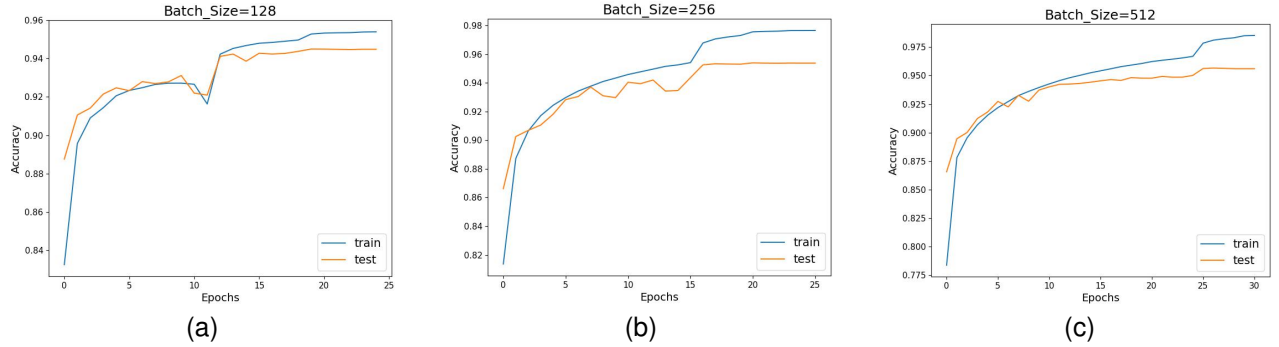 Batch_Size=128
0.96
0.94
0.92
0.90
0.88
0.86
0.84
Accuracy
0 5 10 15 20 25
Epochs
train
test
(a)
Batch_Size=256
0.98
0.96
0.94
0.92
0.90
0.88
0.86
0.84
0.82
Accuracy
0 5 10 15 20 25
Epochs
train
test
(b)
Batch_Size=512
0.975
0.950
0.925
0.900
0.875
0.850
0.825
0.800
0.775
Accuracy
0 5 10 15 20 25 30
Epochs
train
test
(c)